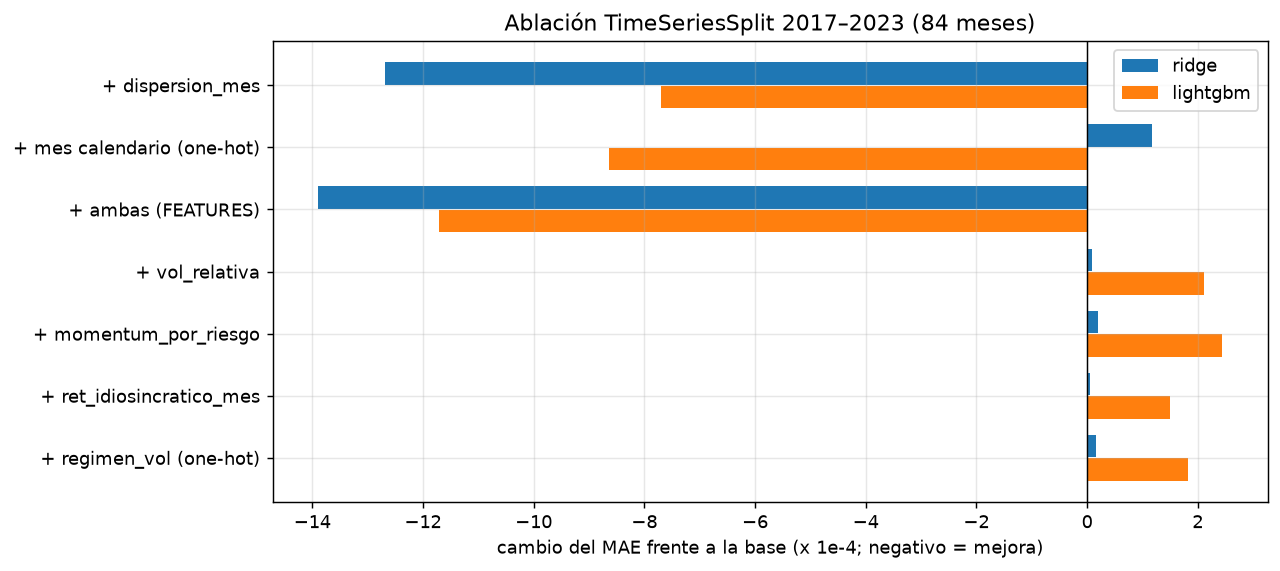 Ablación TimeSeriesSplit 2017–2023 (84 meses)
ridge
lightgbm
+ dispersion_mes
+ mes calendario (one-hot)
+ ambas (FEATURES)
+ vol_relativa
+ momentum_por_riesgo
+ ret_idiosincratico_mes
+ regimen_vol (one-hot)
−14 −12 −10 −8 −6 −4 −2 0 2
cambio del MAE frente a la base (x 1e-4; negativo = mejora)